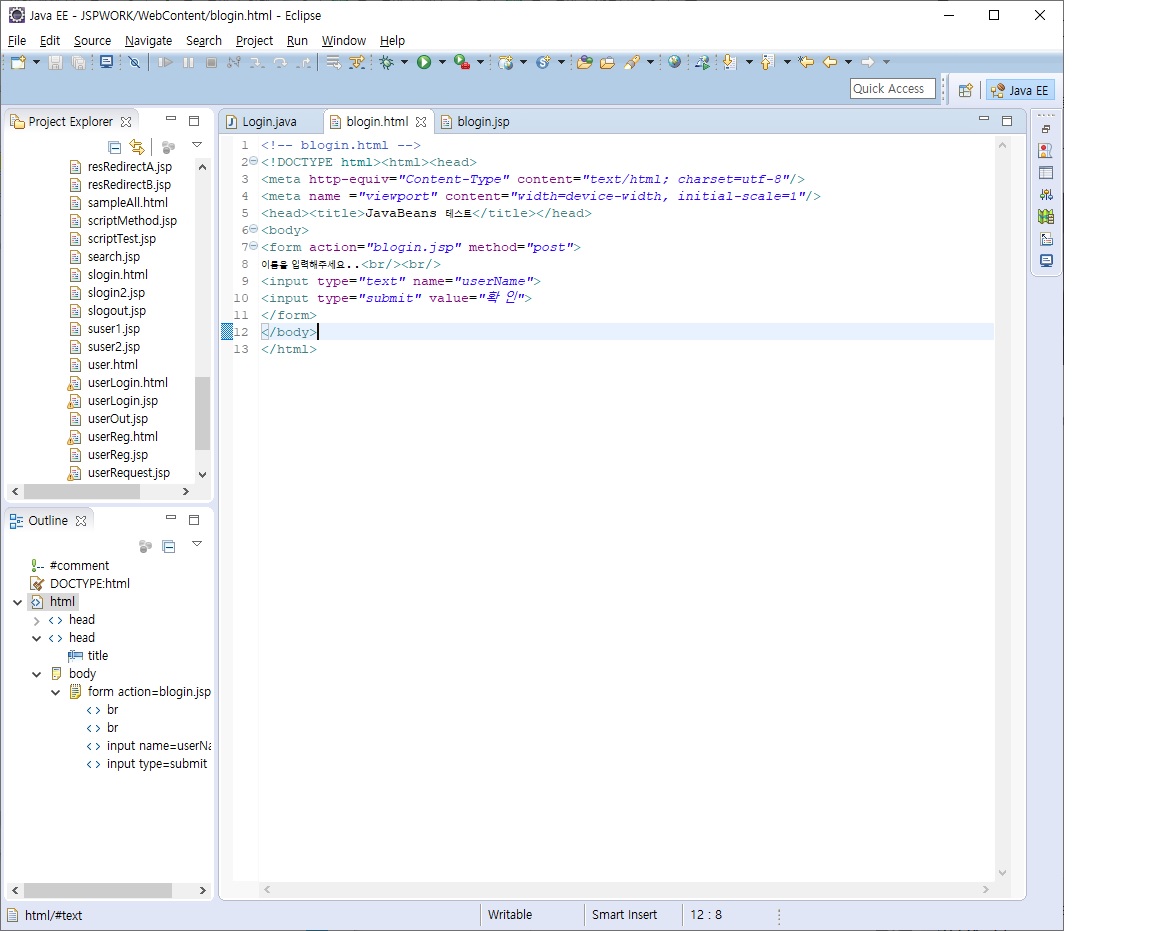 Java EE - JSPWORK/WebContent/blogin.html - Eclipse
File Edit Source Navigate Search Project Run Window Help
Quick Access
Java EE
Project Explorer
resRedirectA.jsp
resRedirectB.jsp
sampleAll.html
scriptMethod.jsp
scriptTest.jsp
search.jsp
slogin.html
slogin2.jsp
slogout.jsp
suser1.jsp
suser2.jsp
user.html
userLogin.html
userLogin.jsp
userOut.jsp
userReg.html
userReg.jsp
userRequest.jsp
Outline
#comment
DOCTYPE:html
html
head
head
title
body
form action=blogin.jsp
br
br
input name=userNa
input type=submit
Login.java blogin.html blogin.jsp
1 <!-- blogin.html -->
2 <!DOCTYPE html><html><head>
3 <meta http-equiv="Content-Type" content="text/html; charset=utf-8"/>
4 <meta name ="viewport" content="width=device-width, initial-scale=1"/>
5 <head><title>JavaBeans 테스트</title></head>
6 <body>
7 <form action="blogin.jsp" method="post">
8 이름을 입력해주세요..<br/><br/>
9 <input type="text" name="userName">
10 <input type="submit" value="확 인">
11 </form>
12 </body>
13 </html>
html/#text
Writable
Smart Insert
12 : 8